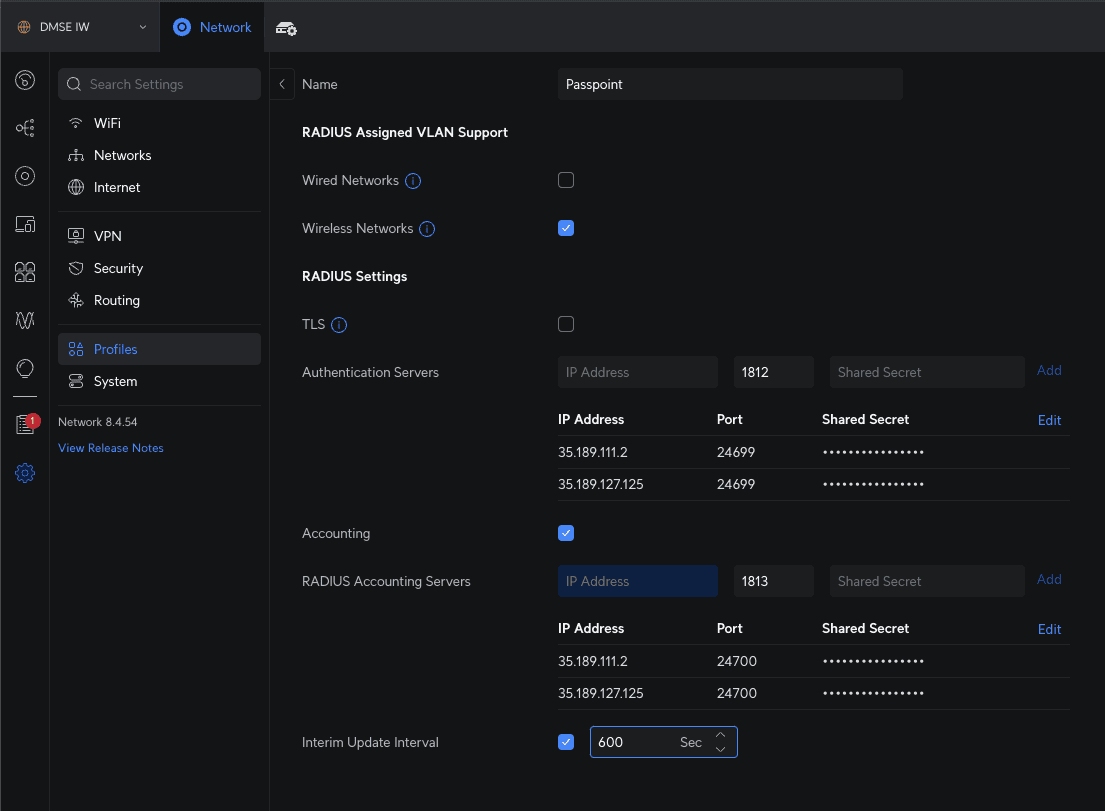 DMSE IW
Network
Search Settings
WiFi
Networks
Internet
VPN
Security
Routing
Profiles
System
Network 8.4.54
View Release Notes
1
Name Passpoint
RADIUS Assigned VLAN Support
Wired Networks
Wireless Networks
RADIUS Settings
TLS
Authentication Servers IP Address 1812 Shared Secret Add
IP Address Port Shared Secret Edit
35.189.111.2 24699 ••••••••••••••••
35.189.127.125 24699 ••••••••••••••••
Accounting
RADIUS Accounting Servers IP Address 1813 Shared Secret Add
IP Address Port Shared Secret Edit
35.189.111.2 24700 ••••••••••••••••
35.189.127.125 24700 ••••••••••••••••
Interim Update Interval 600 Sec